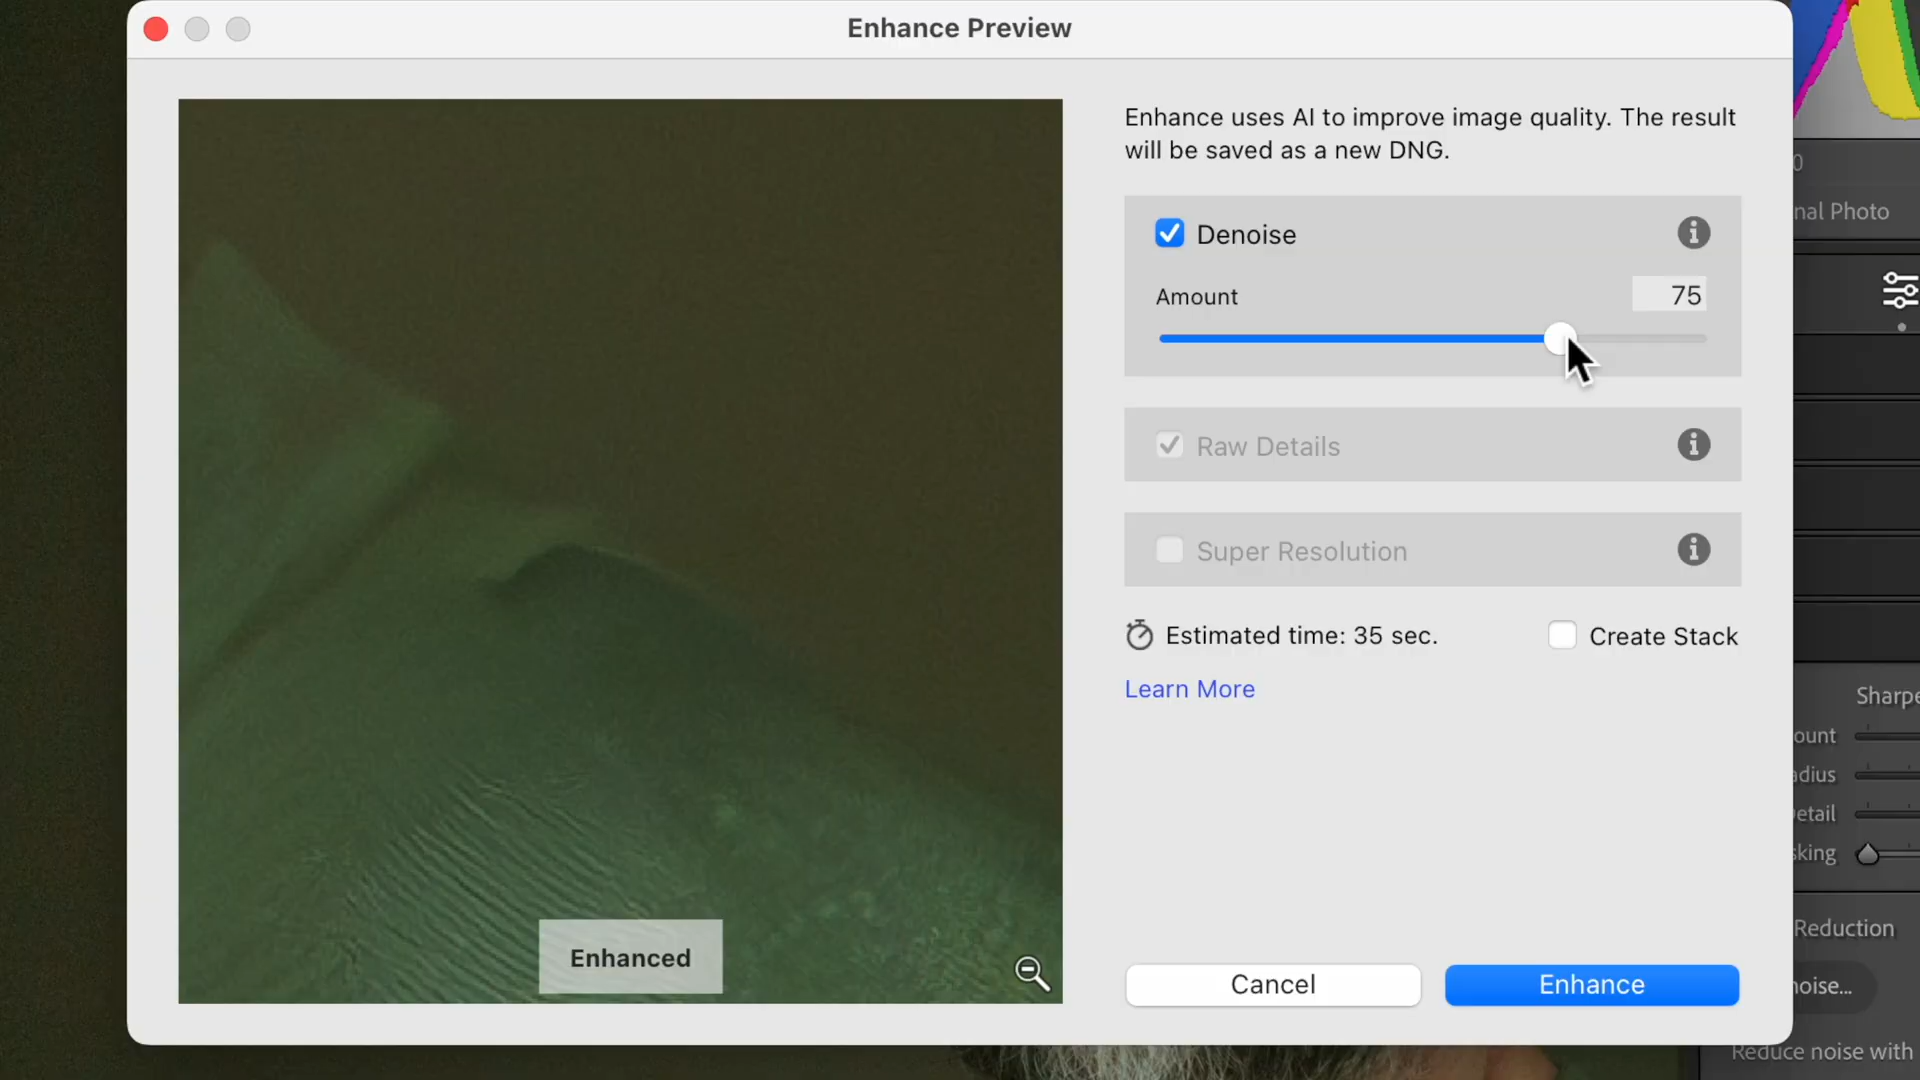 Enhance Preview
Enhance uses AI to improve image quality. The result
will be saved as a new DNG.
Denoise
Amount
75
Raw Details
Super Resolution
Estimated time: 35 sec.
Create Stack
Learn More
Enhanced
Cancel
Enhance
0
nal Photo
Sharpe
ount
adius
etail
sking
Reduction
noise...
Reduce noise with